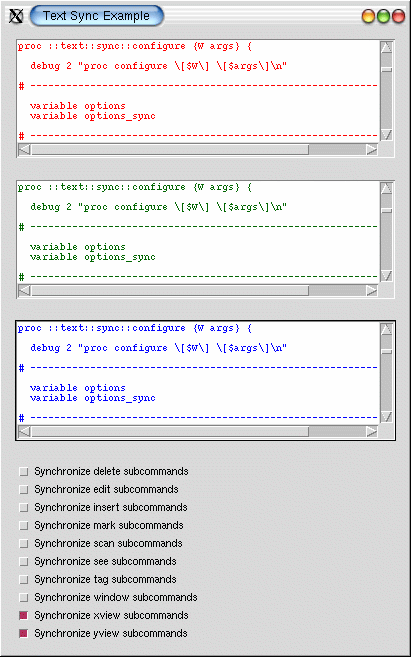 Text Sync Example
proc ::text::sync::configure {W args} {
debug 2 "proc configure \[$W\] \[$args\]\n"
# -----------------------------------------------------------
variable options
variable options_sync
# -----------------------------------------------------------
proc ::text::sync::configure {W args} {
debug 2 "proc configure \[$W\] \[$args\]\n"
# -----------------------------------------------------------
variable options
variable options_sync
# -----------------------------------------------------------
proc ::text::sync::configure {W args} {
debug 2 "proc configure \[$W\] \[$args\]\n"
# -----------------------------------------------------------
variable options
variable options_sync
# -----------------------------------------------------------
Synchronize delete subcommands
Synchronize edit subcommands
Synchronize insert subcommands
Synchronize mark subcommands
Synchronize scan subcommands
Synchronize see subcommands
Synchronize tag subcommands
Synchronize window subcommands
Synchronize xview subcommands
Synchronize yview subcommands